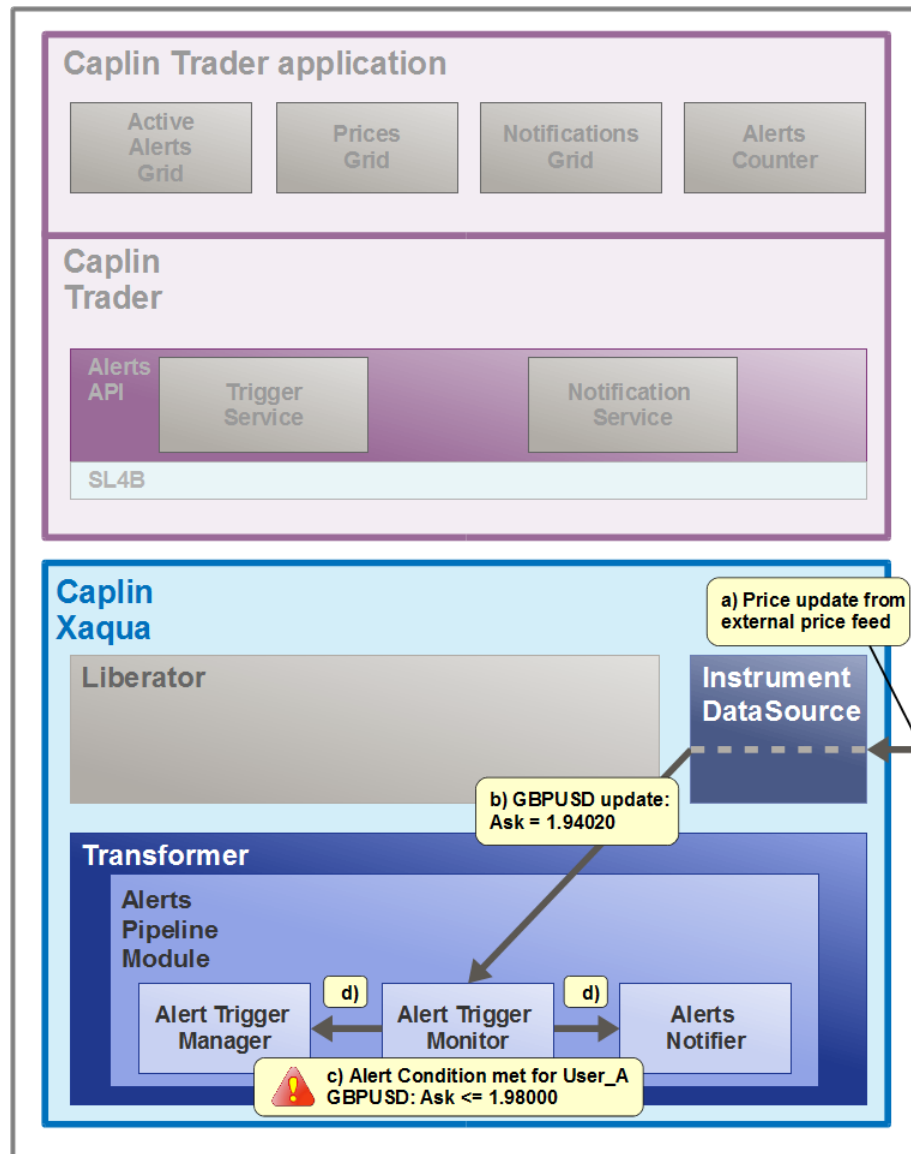 Caplin Trader application
Active
Alerts
Grid
Prices
Grid
Notifications
Grid
Alerts
Counter
Caplin
Trader
Alerts
API
Trigger
Service
Notification
Service
SL4B
Caplin
Xaqua
a) Price update from
external price feed
Liberator
Instrument
DataSource
b) GBPUSD update:
Ask = 1.94020
Transformer
Alerts
Pipeline
Module
d)
d)
Alert Trigger
Manager
Alert Trigger
Monitor
Alerts
Notifier
c) Alert Condition met for User_A
GBPUSD: Ask <= 1.98000